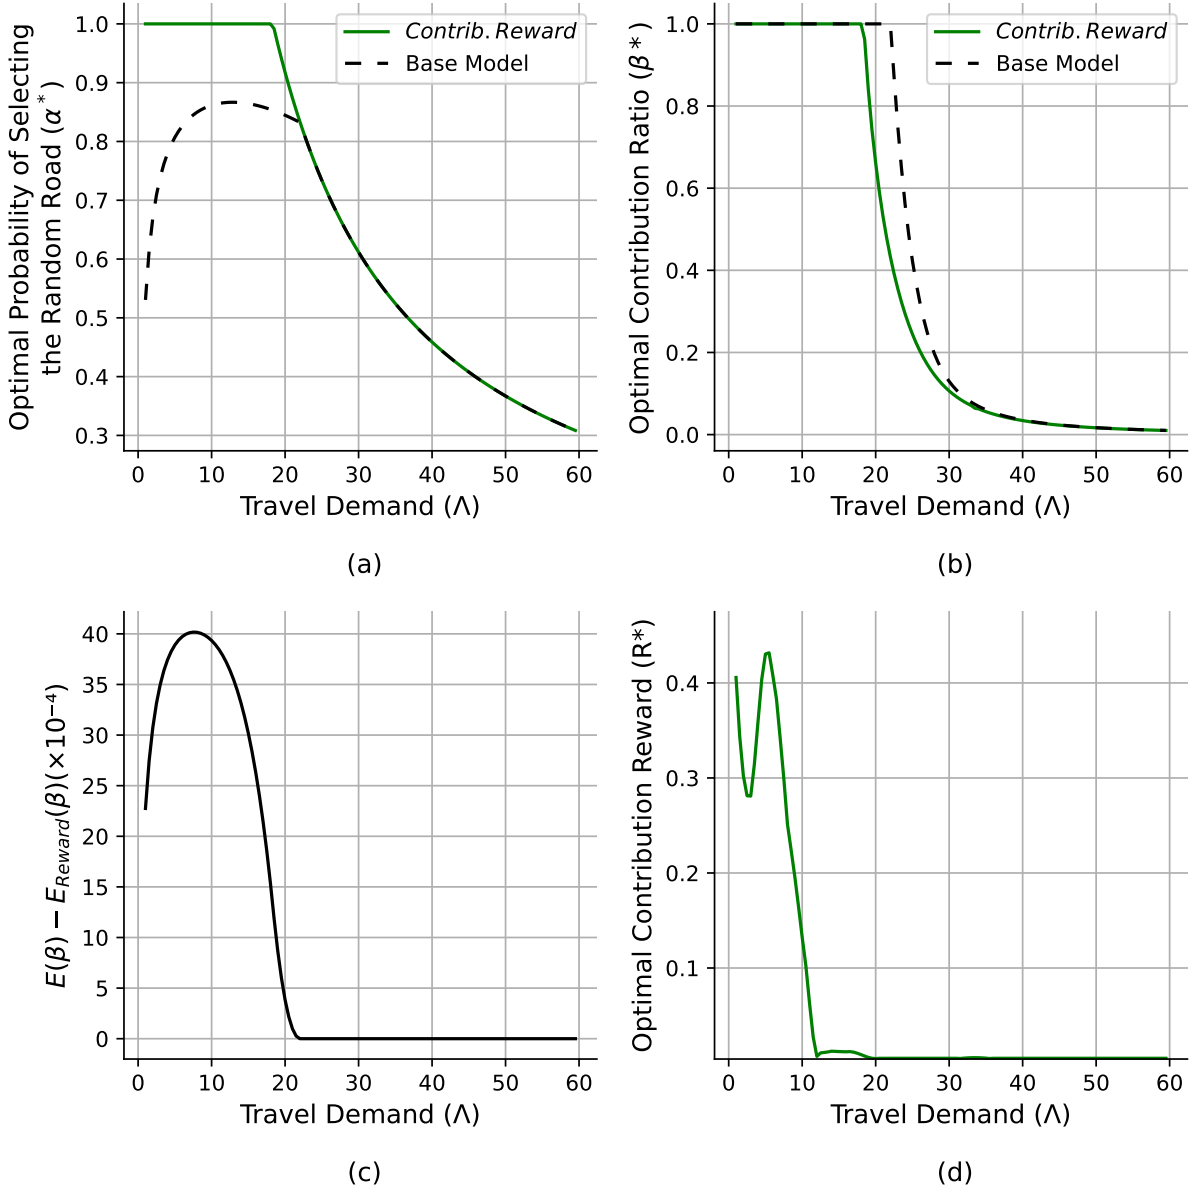 Optimal Probability of Selecting
the Random Road (α*)
1.0
0.9
0.8
0.7
0.6
0.5
0.4
0.3
Contrib. Reward
Base Model
0 10 20 30 40 50 60
Travel Demand (Λ)
(a)
Optimal Contribution Ratio (β*)
1.0
0.8
0.6
0.4
0.2
0.0
Contrib. Reward
Base Model
0 10 20 30 40 50 60
Travel Demand (Λ)
(b)
E(β) − E_Reward(β)(×10⁻⁴)
40
35
30
25
20
15
10
5
0
0 10 20 30 40 50 60
Travel Demand (Λ)
(c)
Optimal Contribution Reward (R*)
0.4
0.3
0.2
0.1
0 10 20 30 40 50 60
Travel Demand (Λ)
(d)